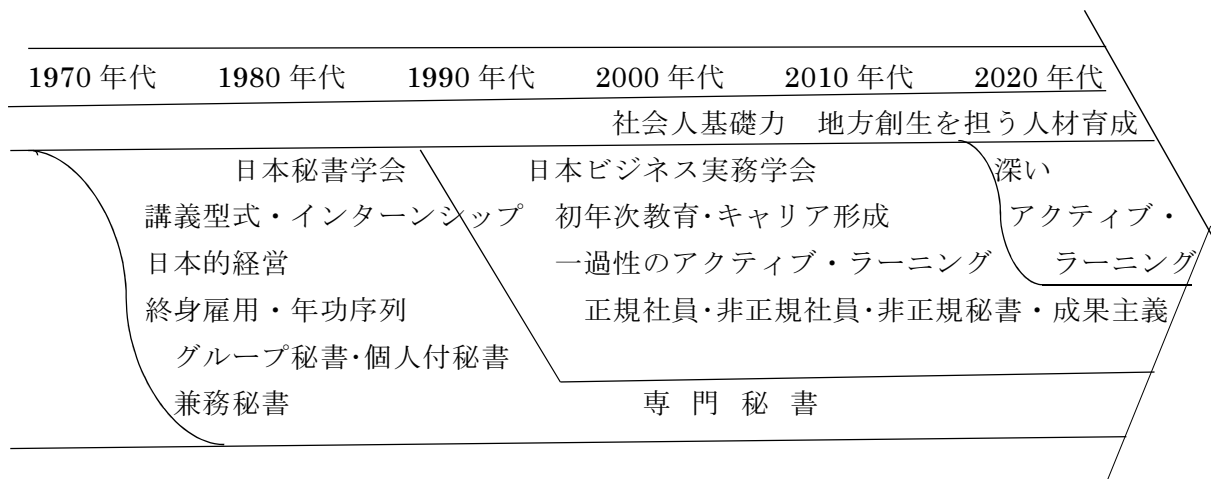 1970 年代 1980 年代 1990 年代 2000 年代 2010 年代 2020 年代
社会人基礎力 地方創生を担う人材育成
日本秘書学会 日本ビジネス実務学会 深い
講義型式・インターンシップ 初年次教育･キャリア形成 アクティブ・
日本的経営 一過性のアクティブ・ラーニング ラーニング
終身雇用・年功序列 正規社員･非正規社員･非正規秘書・成果主義
グループ秘書･個人付秘書
兼務秘書 専 門 秘 書